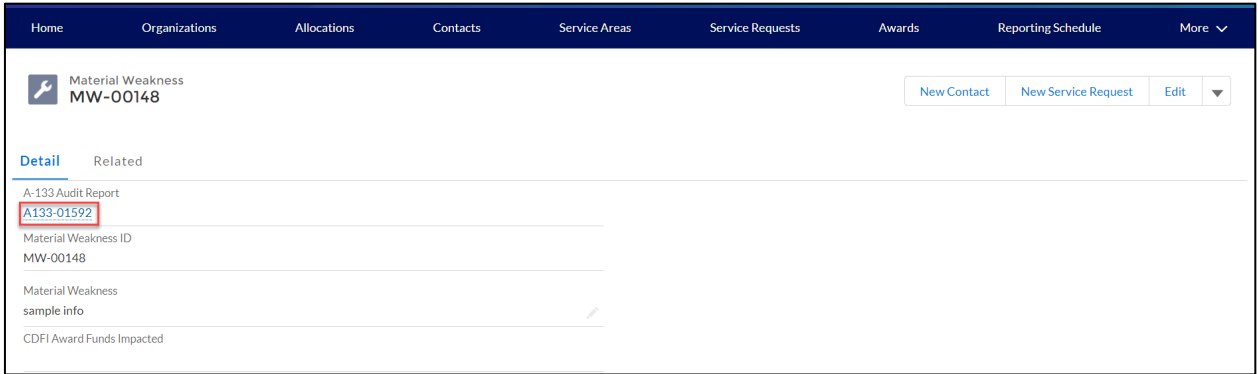 Home Organizations Allocations Contacts Service Areas Service Requests Awards Reporting Schedule More
Material Weakness
MW-00148
New Contact New Service Request Edit
Detail Related
A-133 Audit Report
A133-01592
Material Weakness ID
MW-00148
Material Weakness
sample info
CDFI Award Funds Impacted